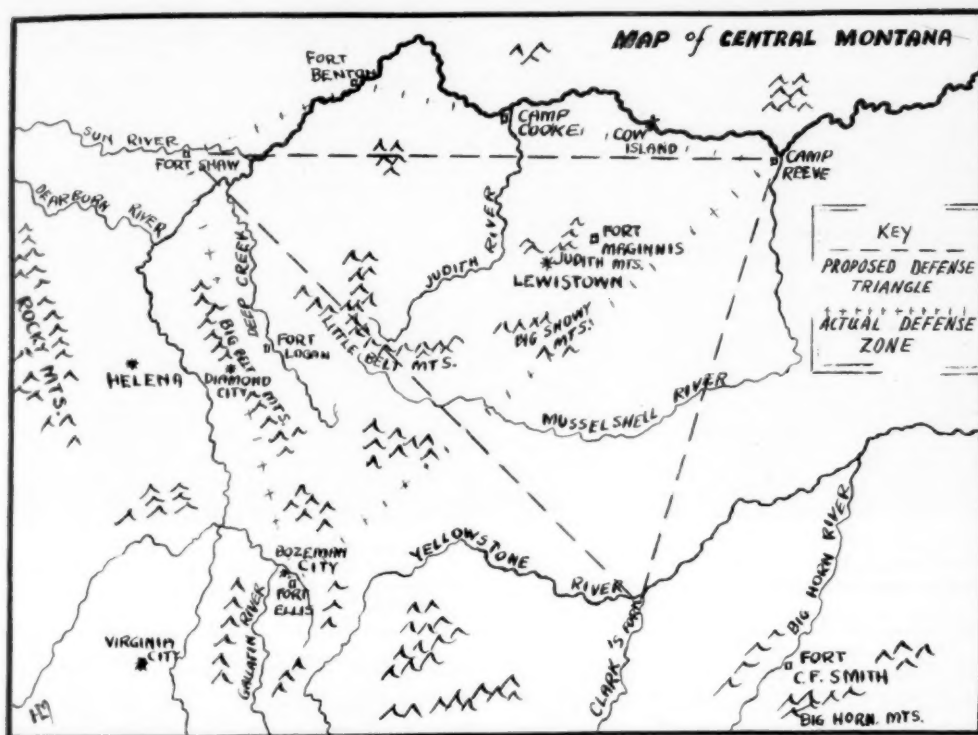 MAP of CENTRAL MONTANA
FORT
BENTON
CAMP
COOKE
COW
ISLAND
SUN RIVER
FORT SHAW
CAMP
REEVE
DEARBURN RIVER
JUDITH RIVER
FORT
MAGINNIS
JUDITH MTS.
LEWISTOWN
KEY
PROPOSED DEFENSE
TRIANGLE
ACTUAL DEFENSE
ZONE
ROCKY MTS.
DEEP CREEK
BIG BELT MTS.
LITTLE BELT MTS.
BIG SNOWY
MTS.
FORT
LOGAN
HELENA
DIAMOND
CITY
MUSSELSHELL RIVER
BOZEMAN
CITY
FORT
ELLIS
YELLOWSTONE RIVER
BIG HORN RIVER
VIRGINIA
CITY
GALLATIN RIVER
CLARK'S FORK
FORT
C.F. SMITH
BIG HORN. MTS.